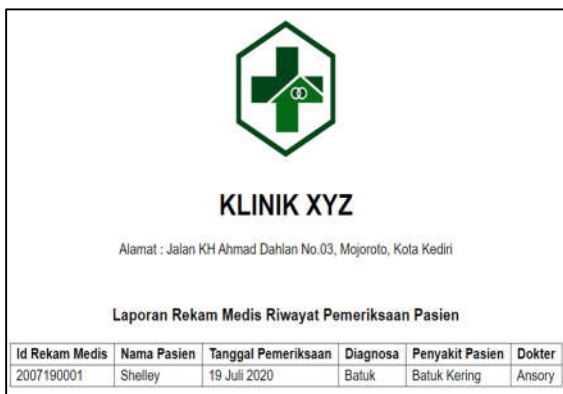 KLINIK XYZ
Alamat : Jalan KH Ahmad Dahlan No.03, Mojoroto, Kota Kediri
Laporan Rekam Medis Riwayat Pemeriksaan Pasien
Id Rekam Medis Nama Pasien Tanggal Pemeriksaan Diagnosa Penyakit Pasien Dokter
2007190001 Shelley 19 Juli 2020 Batuk Batuk Kering Ansory